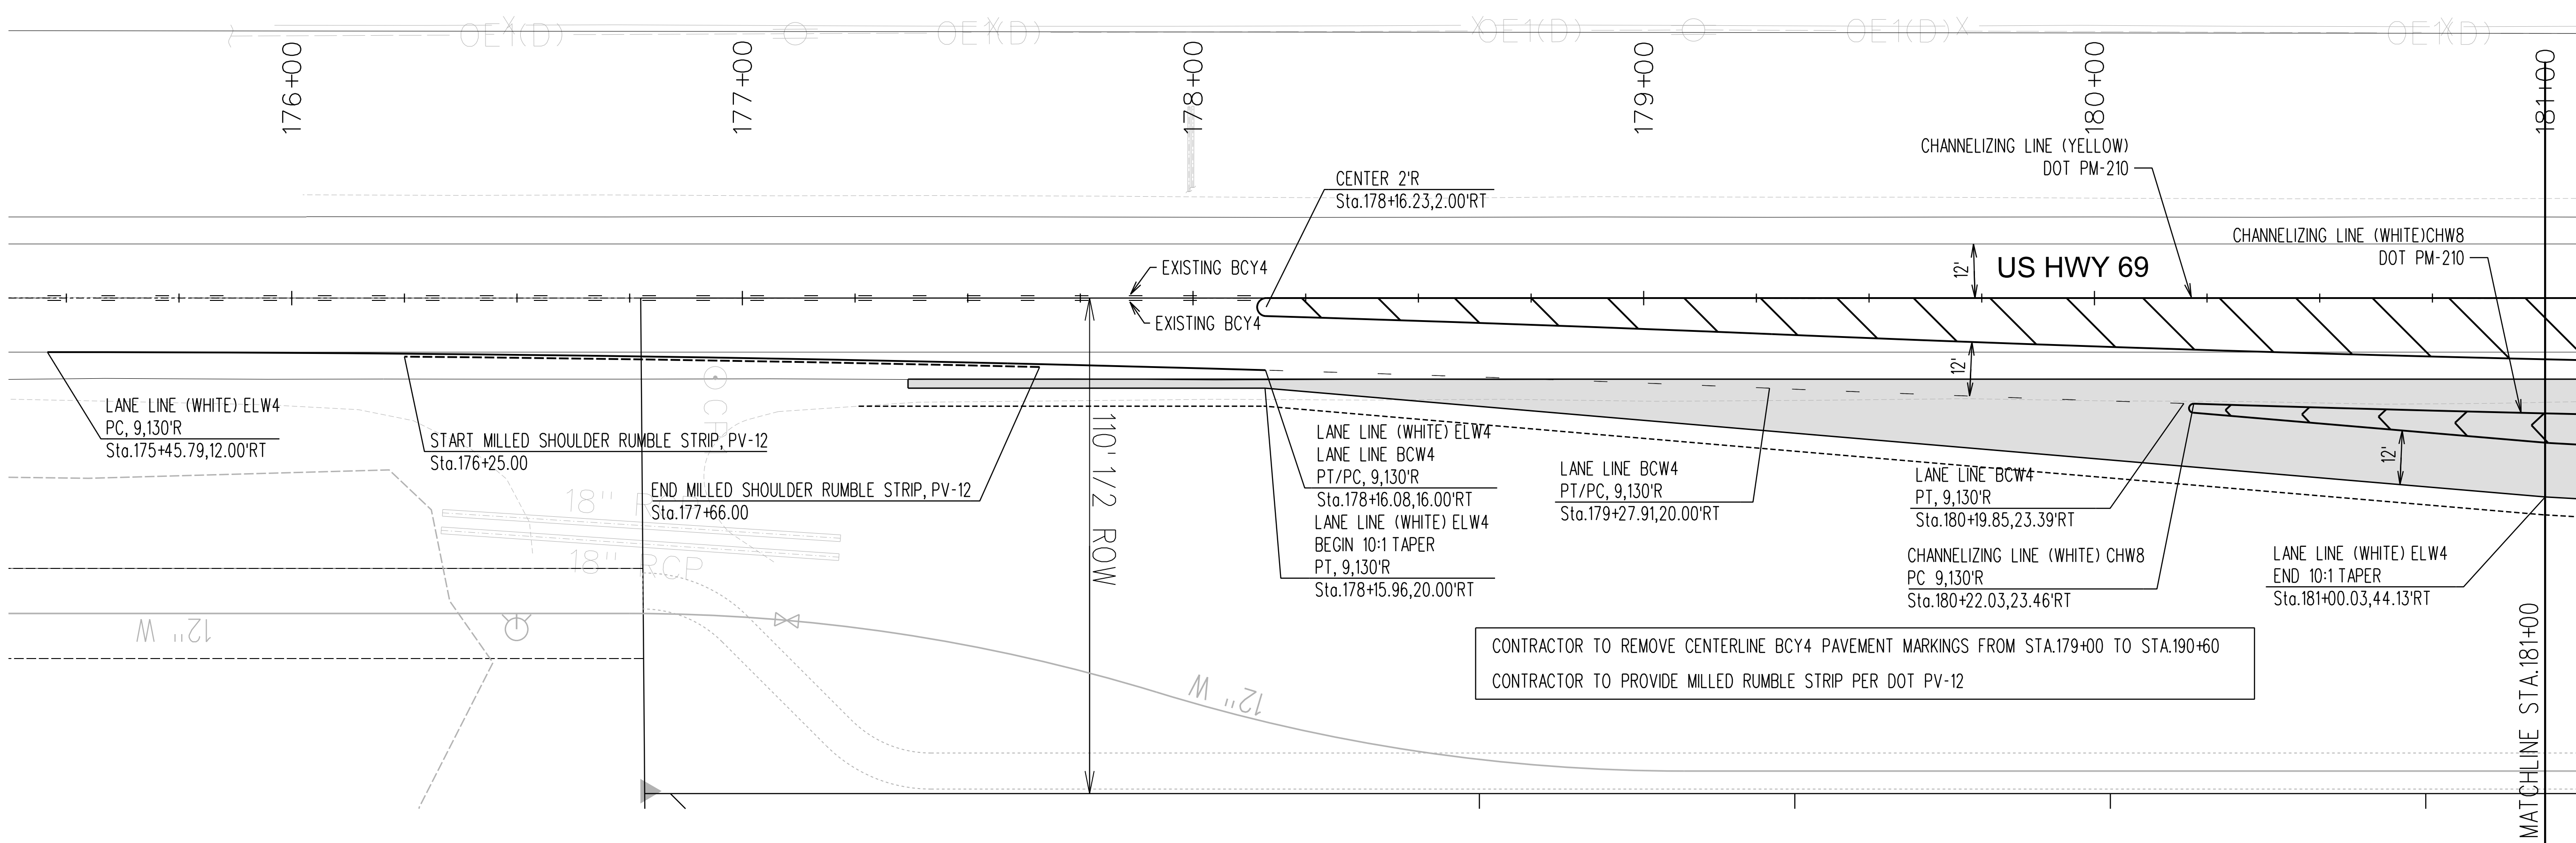 OE1(D)
OE1(D)
OE1(D)
OE1(D)
OE1(D)
176+00
177+00
178+00
179+00
180+00
181+00
CHANNELIZING LINE (YELLOW)
DOT PM-210
CENTER 2'R
Sta.178+16.23,2.00'RT
CHANNELIZING LINE (WHITE)CHW8
DOT PM-210
EXISTING BCY4
EXISTING BCY4
12'
US HWY 69
12'
12'
LANE LINE (WHITE) ELW4
PC, 9,130'R
Sta.175+45.79,12.00'RT
START MILLED SHOULDER RUMBLE STRIP, PV-12
Sta.176+25.00
END MILLED SHOULDER RUMBLE STRIP, PV-12
Sta.177+66.00
18" RCP
18" RCP
110' 1/2 ROW
LANE LINE (WHITE) ELW4
LANE LINE BCW4
PT/PC, 9,130'R
Sta.178+16.08,16.00'RT
LANE LINE (WHITE) ELW4
BEGIN 10:1 TAPER
PT, 9,130'R
Sta.178+15.96,20.00'RT
LANE LINE BCW4
PT/PC, 9,130'R
Sta.179+27.91,20.00'RT
LANE LINE BCW4
PT, 9,130'R
Sta.180+19.85,23.39'RT
CHANNELIZING LINE (WHITE) CHW8
PC 9,130'R
Sta.180+22.03,23.46'RT
LANE LINE (WHITE) ELW4
END 10:1 TAPER
Sta.181+00.03,44.13'RT
12" W
12" W
CONTRACTOR TO REMOVE CENTERLINE BCY4 PAVEMENT MARKINGS FROM STA.179+00 TO STA.190+60
CONTRACTOR TO PROVIDE MILLED RUMBLE STRIP PER DOT PV-12
MATCHLINE STA.181+00